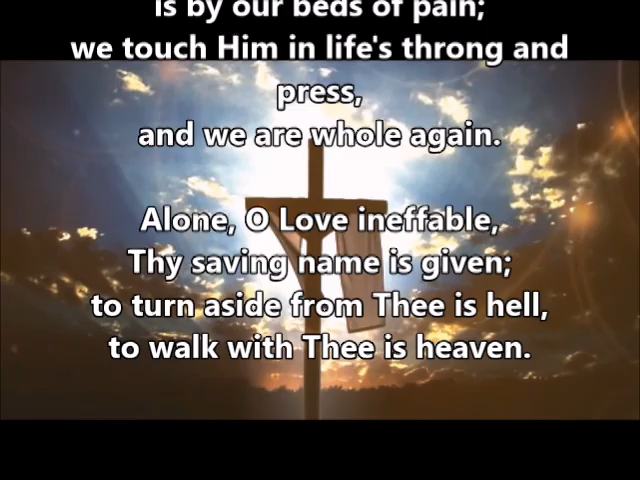 is by our beds of pain;
we touch Him in life's throng and
press,
and we are whole again.
Alone, O Love ineffable,
Thy saving name is given;
to turn aside from Thee is hell,
to walk with Thee is heaven.